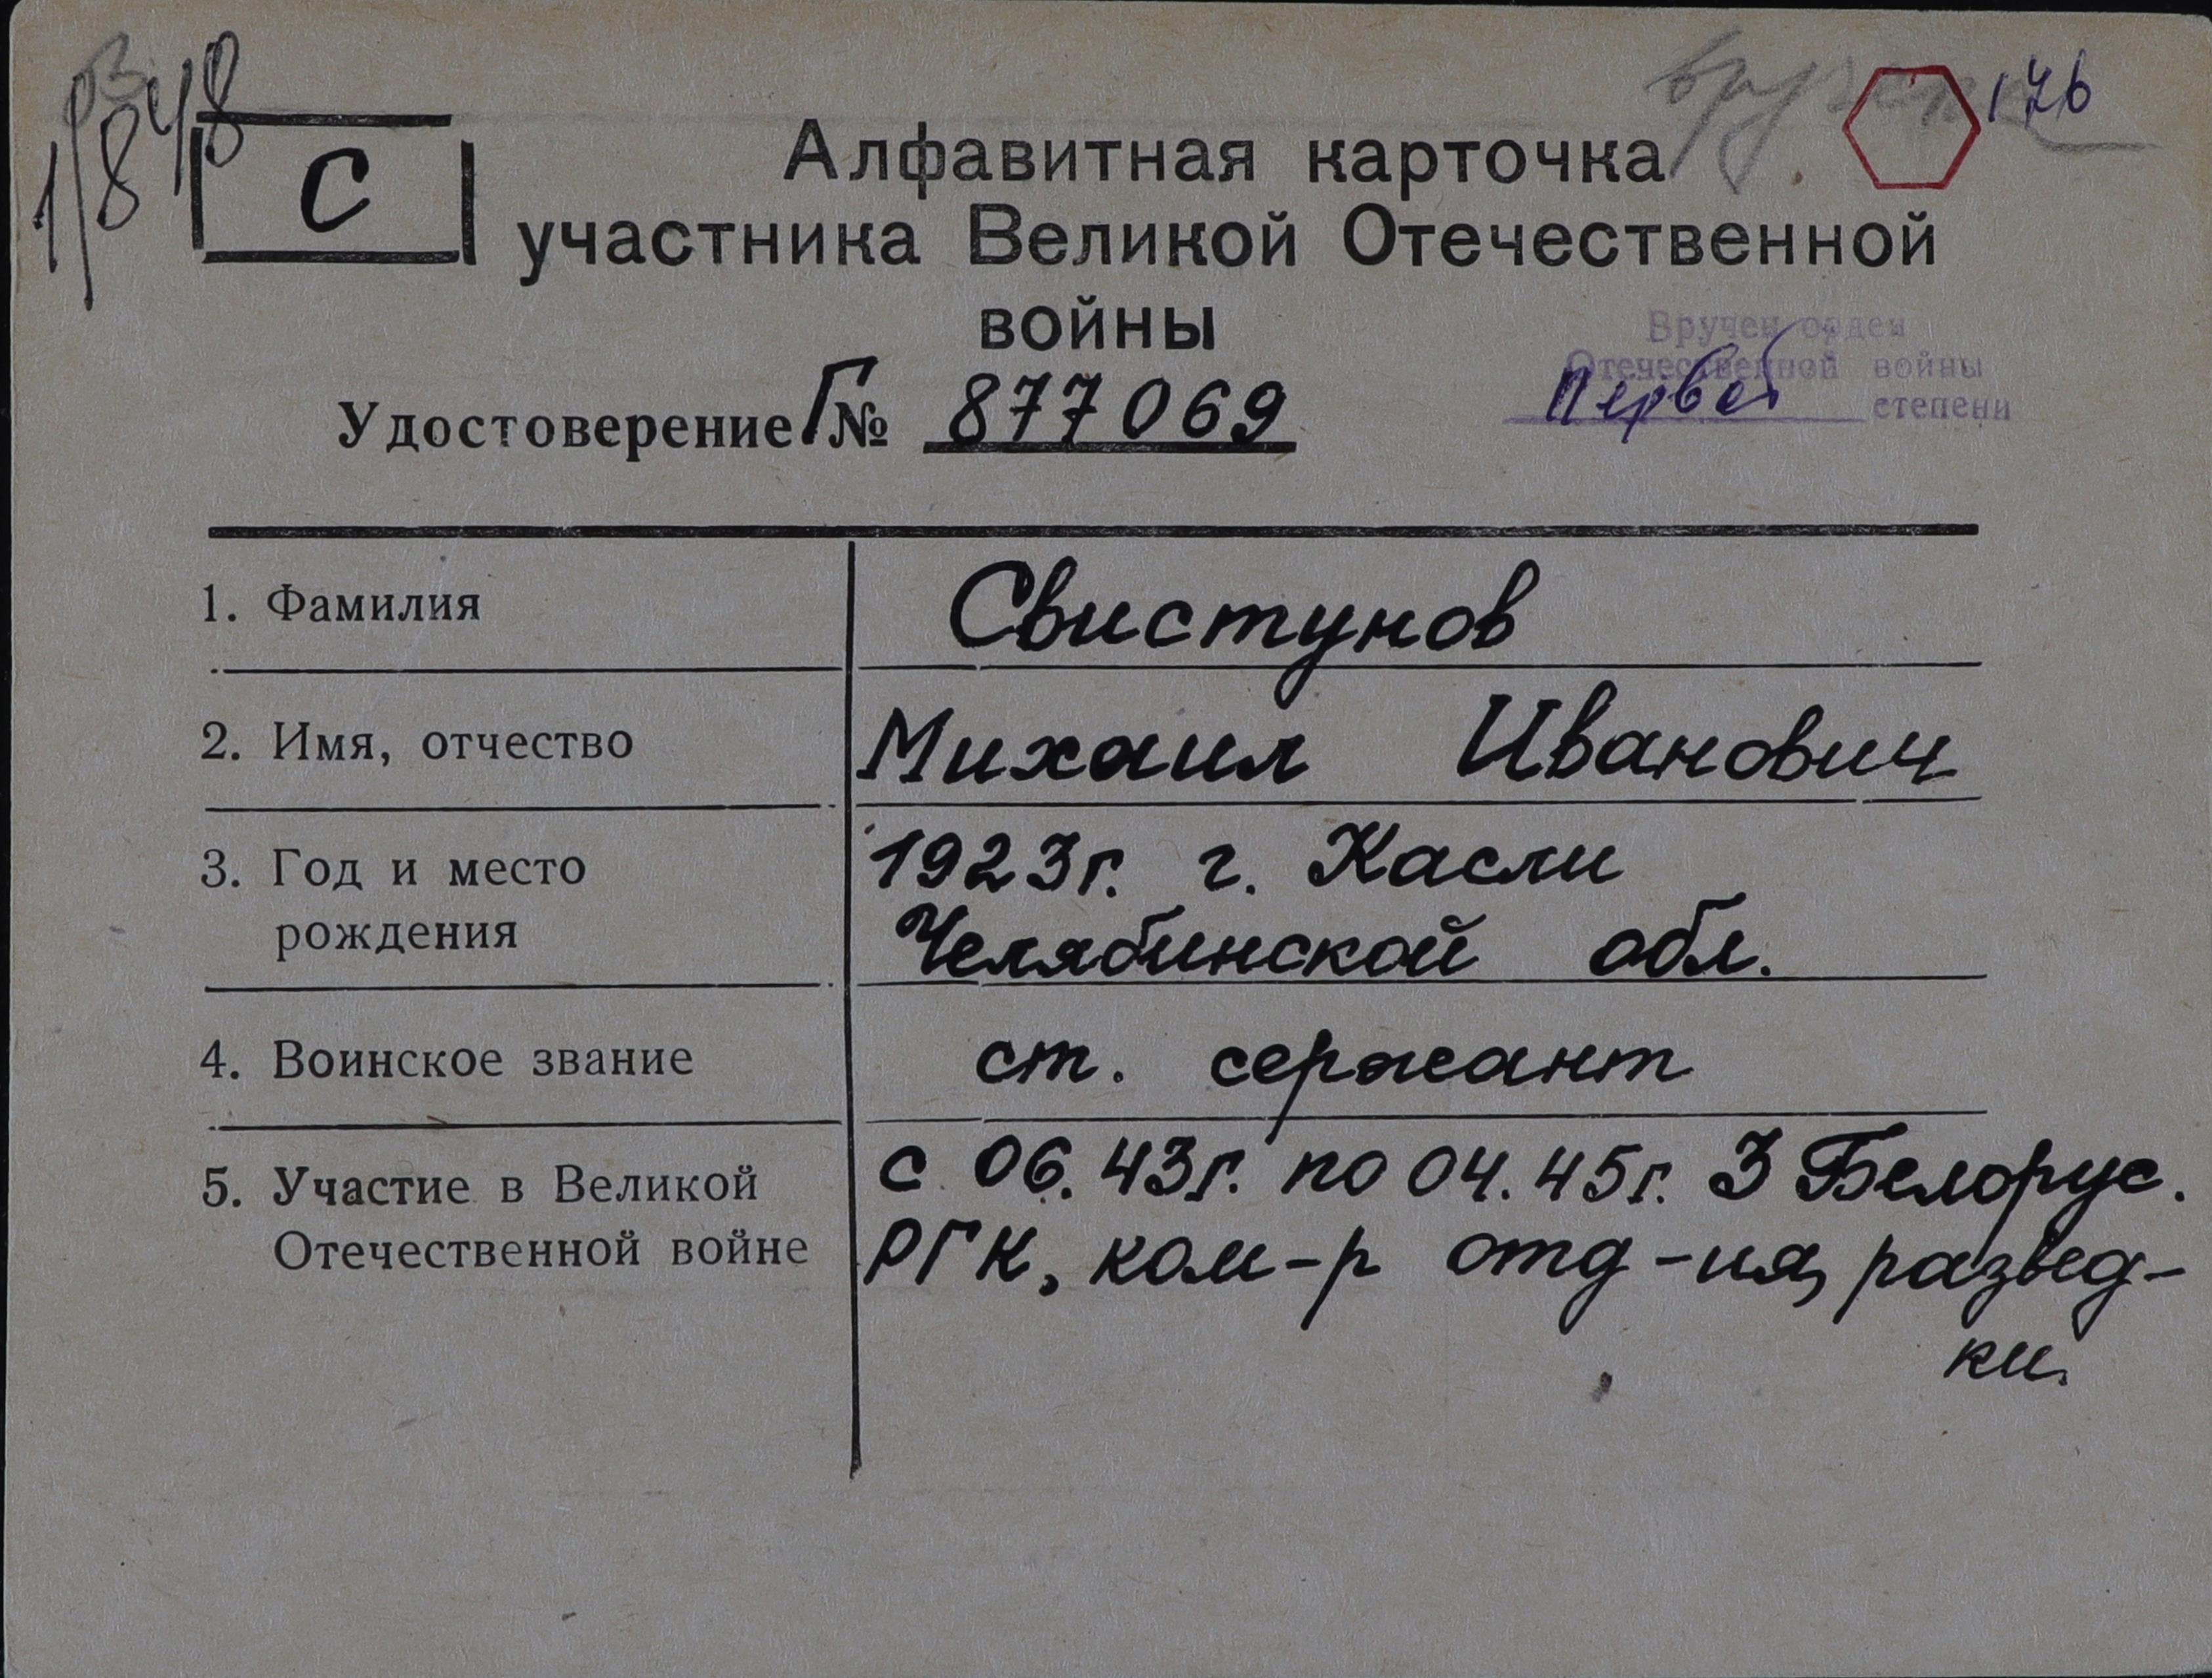 С
176
Алфавитная карточка
участника Великой Отечественной
войны
Вручен орден
Отечественной войны
Первой степени
Удостоверение Г № 877069
1. Фамилия Свистунов
2. Имя, отчество Михаил Иванович
3. Год и место 1923г. г. Касли
рождения Челябинской обл.
4. Воинское звание ст. сержант
5. Участие в Великой с 06.43г. по 04.45г. 3 Белорус.
Отечественной войне РГК, ком-р отд-ия, развед-
ки.